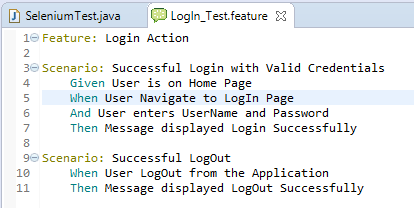 SeleniumTest.java LogIn_Test.feature
1 Feature: Login Action
2
3 Scenario: Successful Login with Valid Credentials
4 Given User is on Home Page
5 When User Navigate to LogIn Page
6 And User enters UserName and Password
7 Then Message displayed Login Successfully
8
9 Scenario: Successful LogOut
10 When User LogOut from the Application
11 Then Message displayed LogOut Successfully